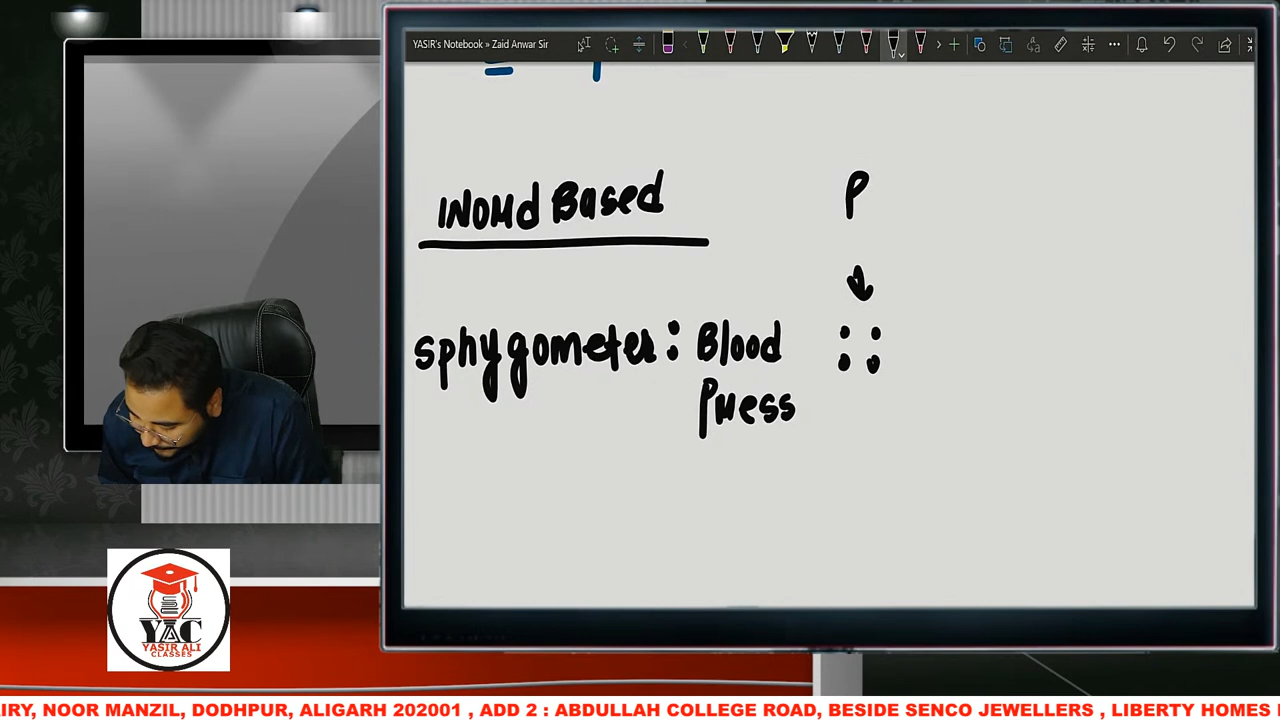 YASIR's Notebook » Zaid Anwar Sir
Word Based
P
sphygometer : Blood ::
Press
YAC
YASIR ALI
CLASSES
IRY, NOOR MANZIL, DODHPUR, ALIGARH 202001 , ADD 2 : ABDULLAH COLLEGE ROAD, BESIDE SENCO JEWELLERS , LIBERTY HOMES